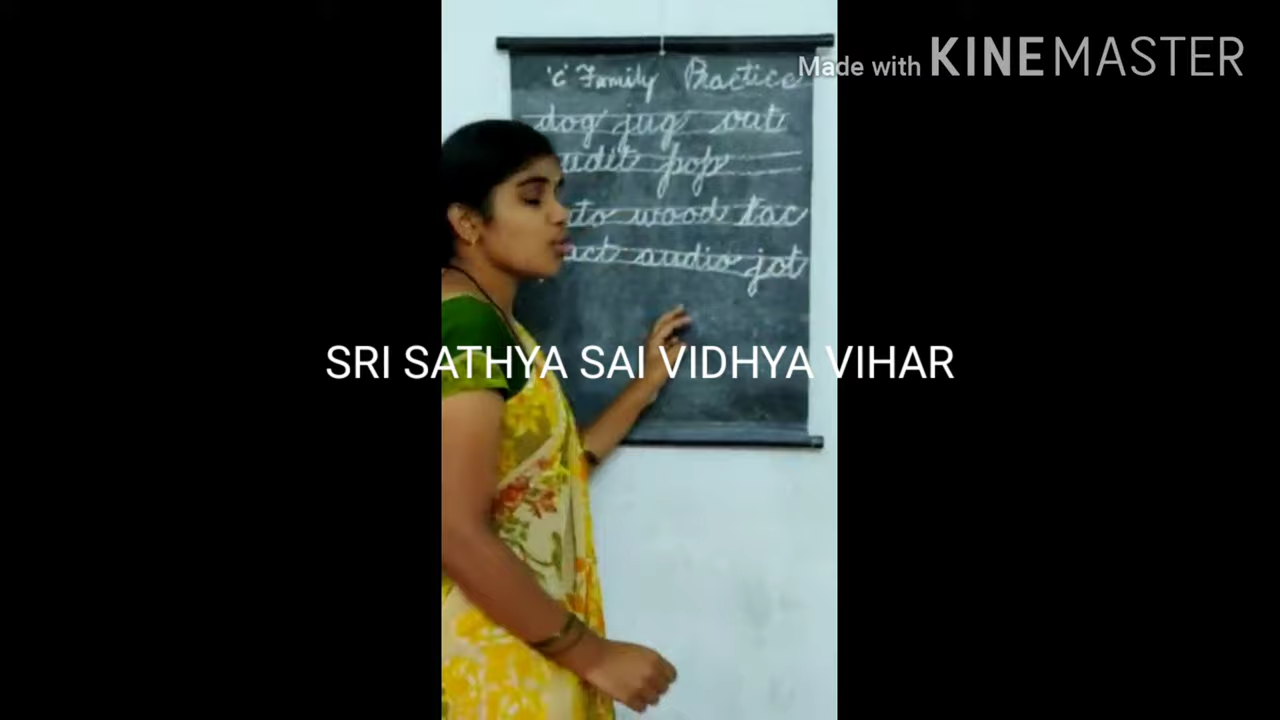 Made with KINEMASTER
'c' Family Practice
dog jug oat
pop
wood tac
audio jot
SRI SATHYA SAI VIDHYA VIHAR